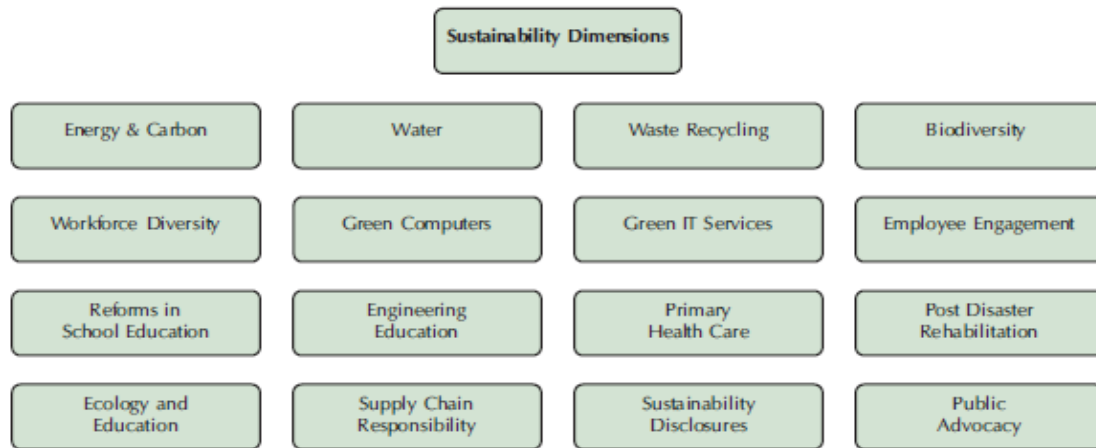 Sustainability Dimensions
Energy & Carbon
Water
Waste Recycling
Biodiversity
Workforce Diversity
Green Computers
Green IT Services
Employee Engagement
Reforms in
School Education
Engineering
Education
Primary
Health Care
Post Disaster
Rehabilitation
Ecology and
Education
Supply Chain
Responsibility
Sustainability
Disclosures
Public
Advocacy